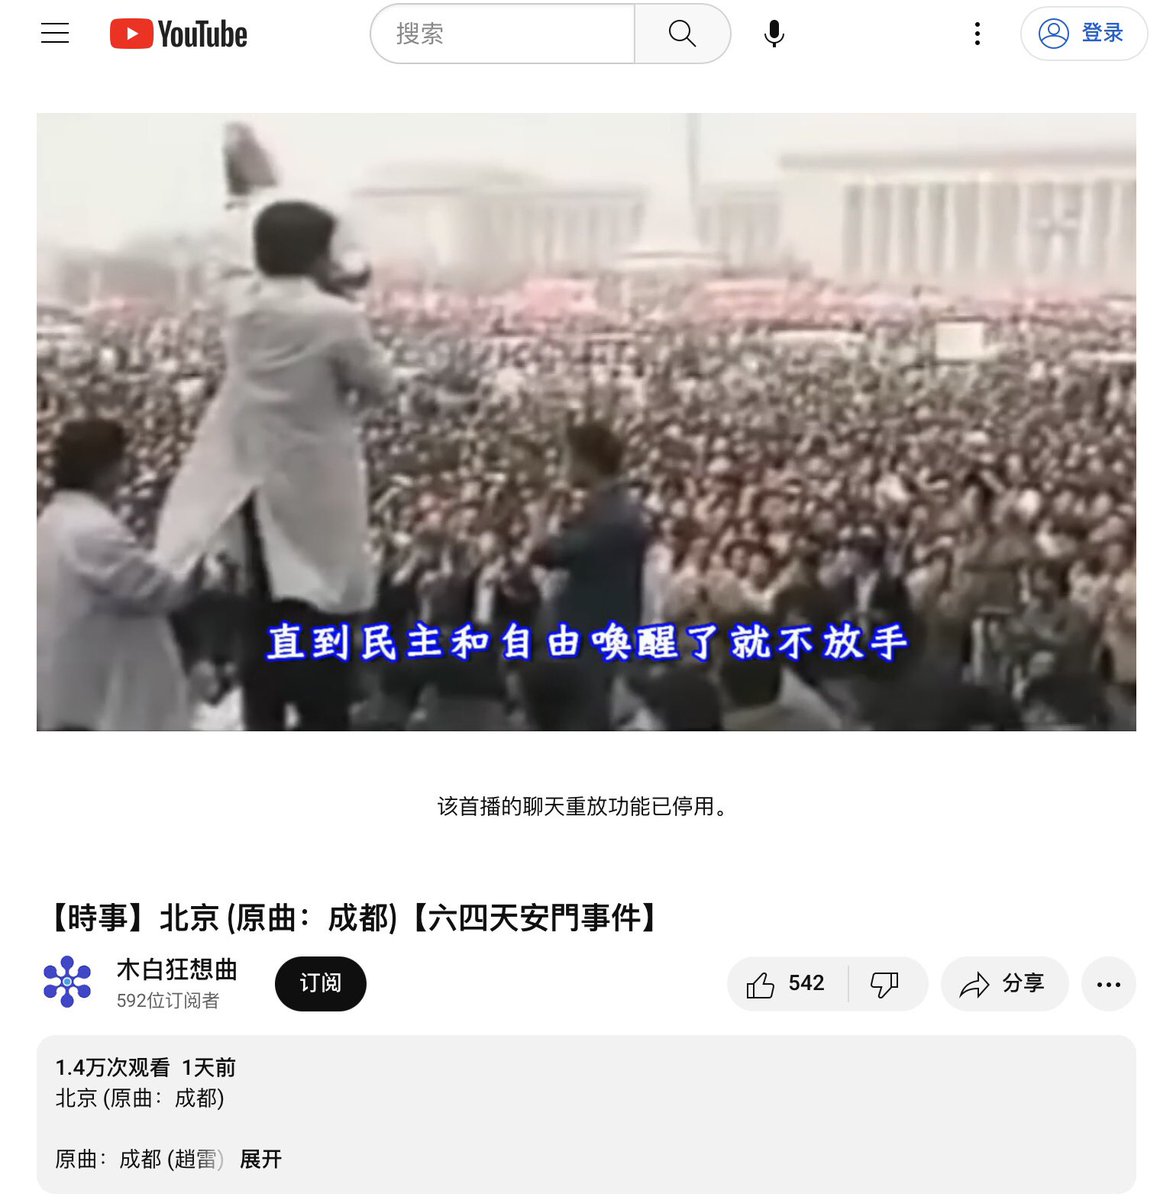 YouTube
搜索
登录
直到民主和自由喚醒了就不放手
该首播的聊天重放功能已停用。
【時事】北京 (原曲：成都)【六四天安門事件】
木白狂想曲
592位订阅者
订阅
542
分享
1.4万次观看 1天前
北京 (原曲：成都)
原曲：成都 (趙雷) 展开